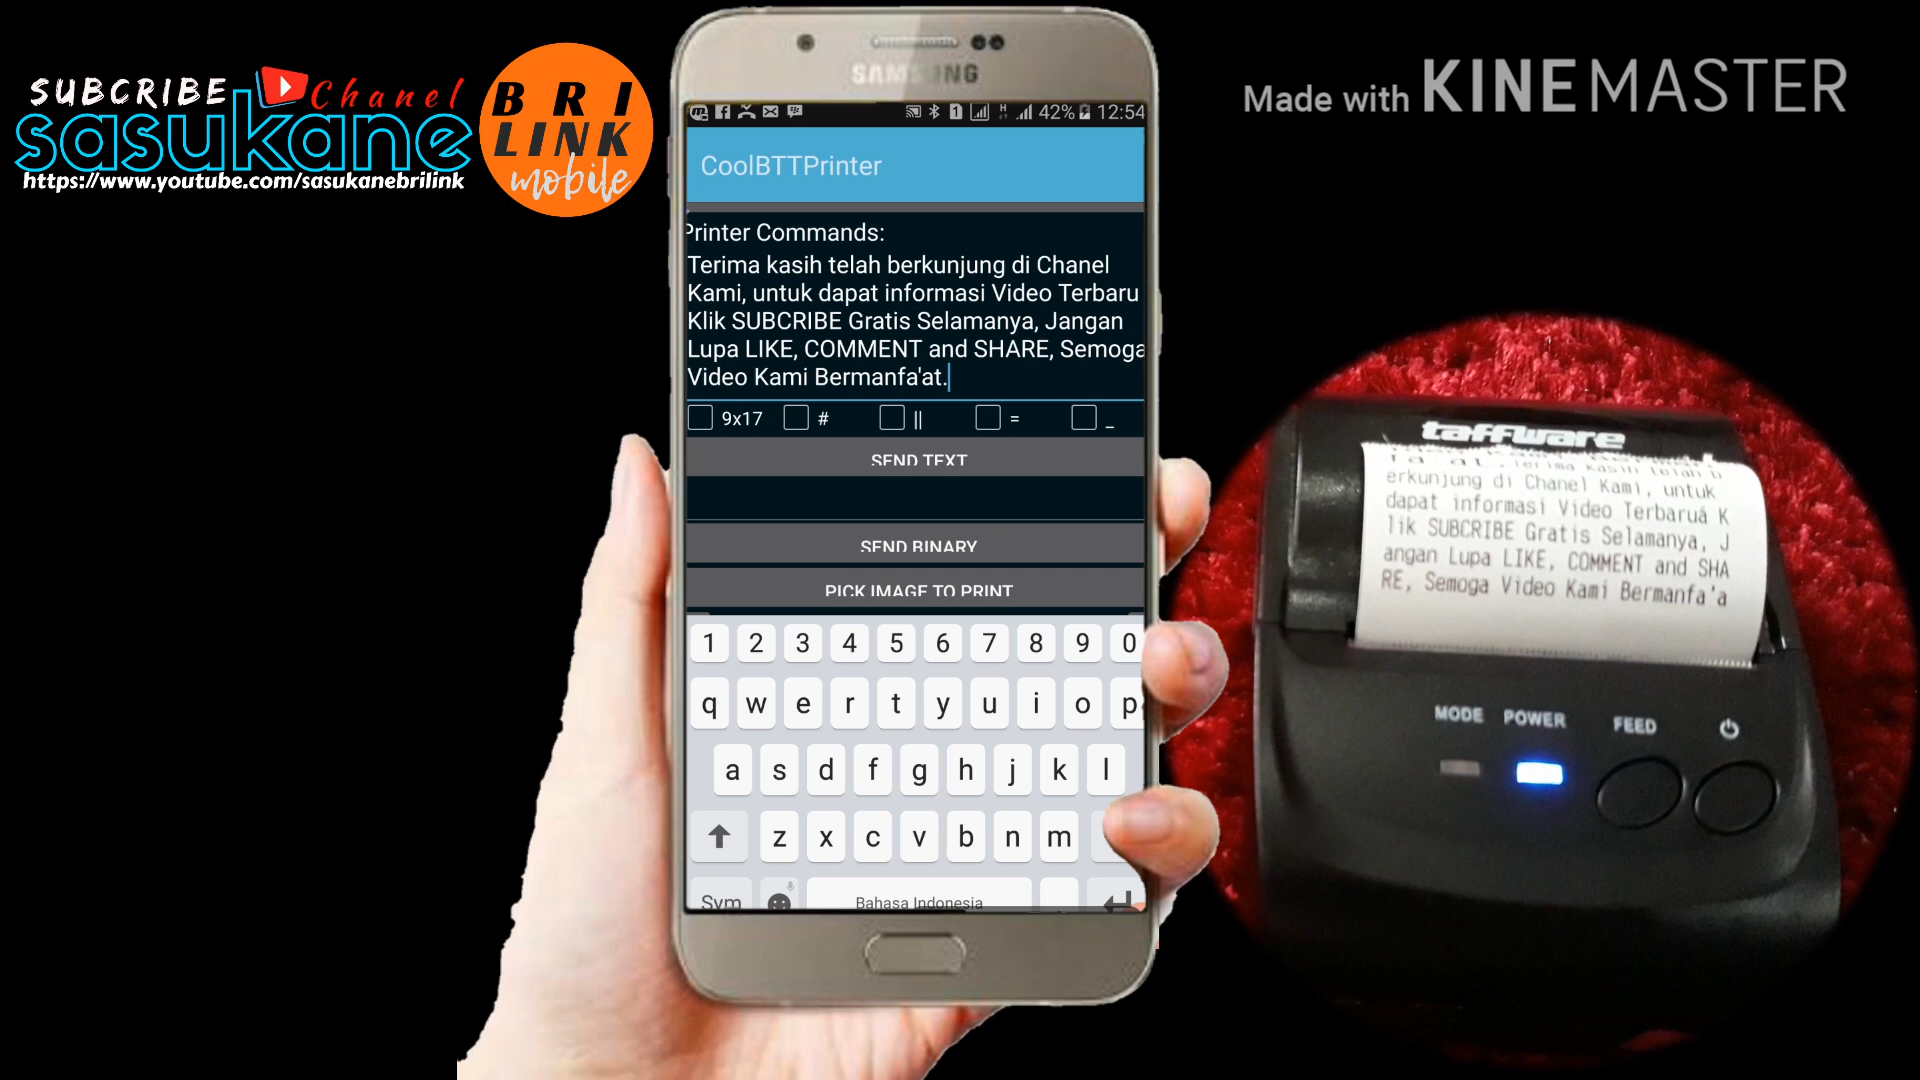 SUBCRIBE Chanel
sasukane
https://www.youtube.com/sasukanebrilink
BRI
LINK
mobile
Made with KINEMASTER
SAMSUNG
42% 12:54
CoolBTTPrinter
Printer Commands:
Terima kasih telah berkunjung di Chanel
Kami, untuk dapat informasi Video Terbaru
Klik SUBCRIBE Gratis Selamanya, Jangan
Lupa LIKE, COMMENT and SHARE, Semoga
Video Kami Bermanfa'at.
9x17 # || = _
SEND TEXT
SEND BINARY
PICK IMAGE TO PRINT
1 2 3 4 5 6 7 8 9 0
q w e r t y u i o p
a s d f g h j k l
z x c v b n m
Sym Bahasa Indonesia
taffware
fa'at.Terima kasih telah b
erkunjung di Chanel Kami, untuk
dapat informasi Video Terbaruâ K
lik SUBCRIBE Gratis Selamanya, J
angan Lupa LIKE, COMMENT and SHA
RE, Semoga Video Kami Bermanfa'a
MODE POWER FEED